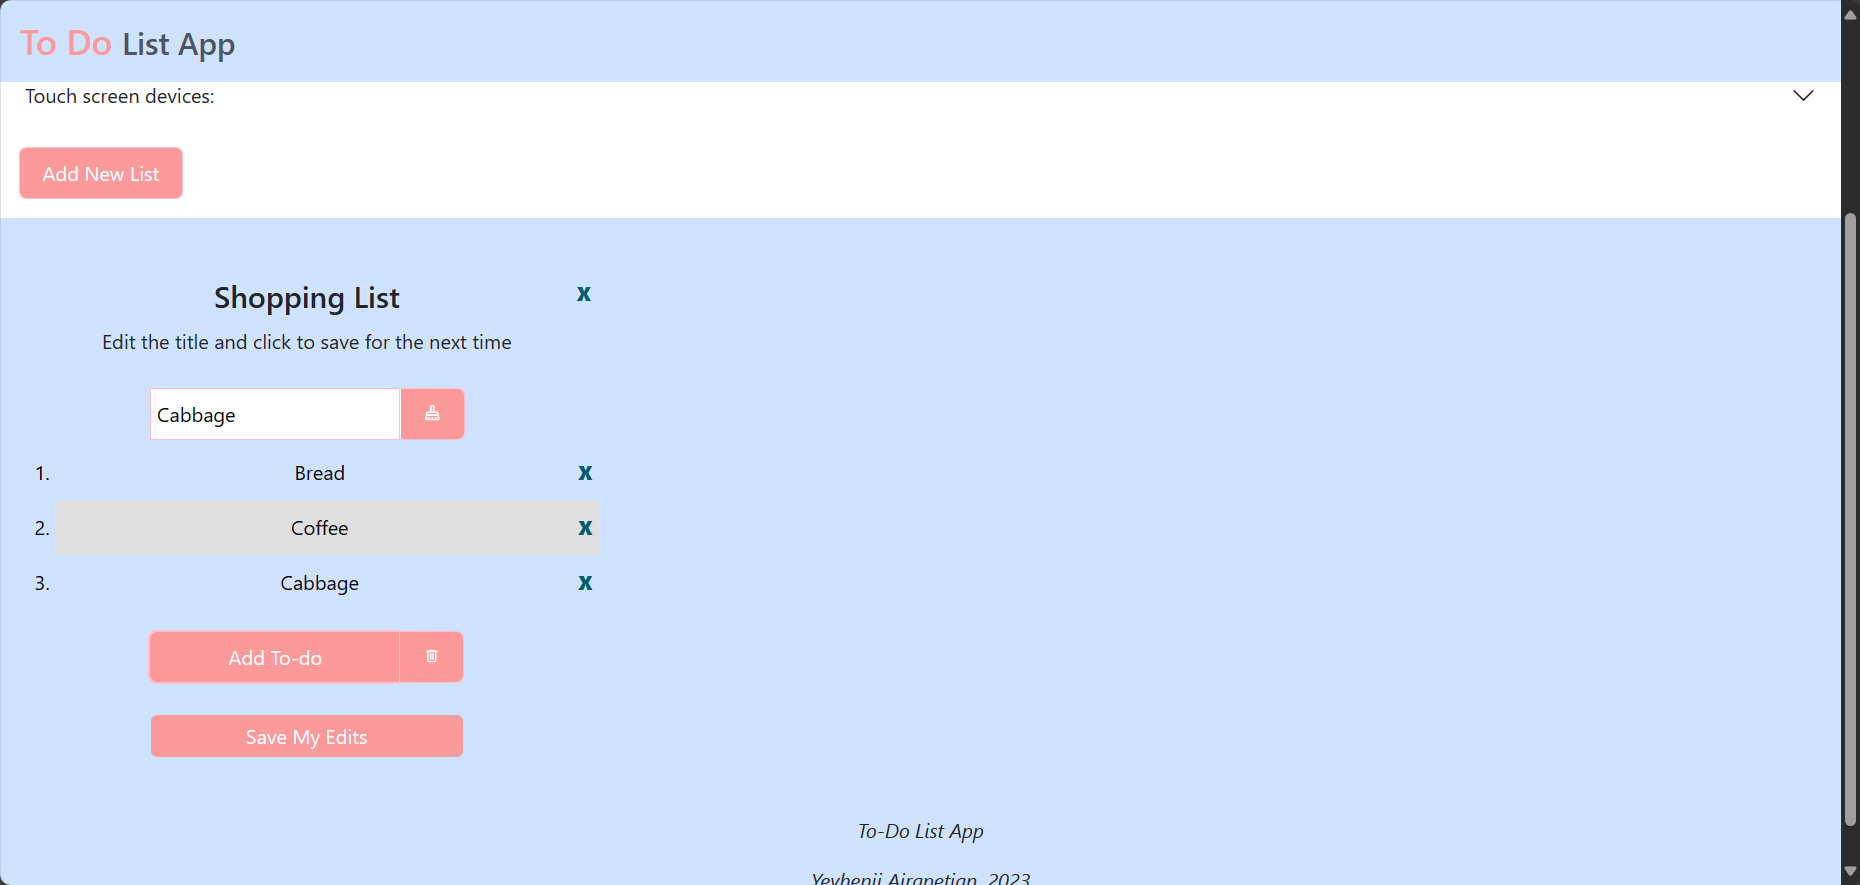 To Do List App
Touch screen devices:
Add New List
Shopping List X
Edit the title and click to save for the next time
Cabbage
1. Bread X
2. Coffee X
3. Cabbage X
Add To-do
Save My Edits
To-Do List App
Yevhenii Airapetian, 2023